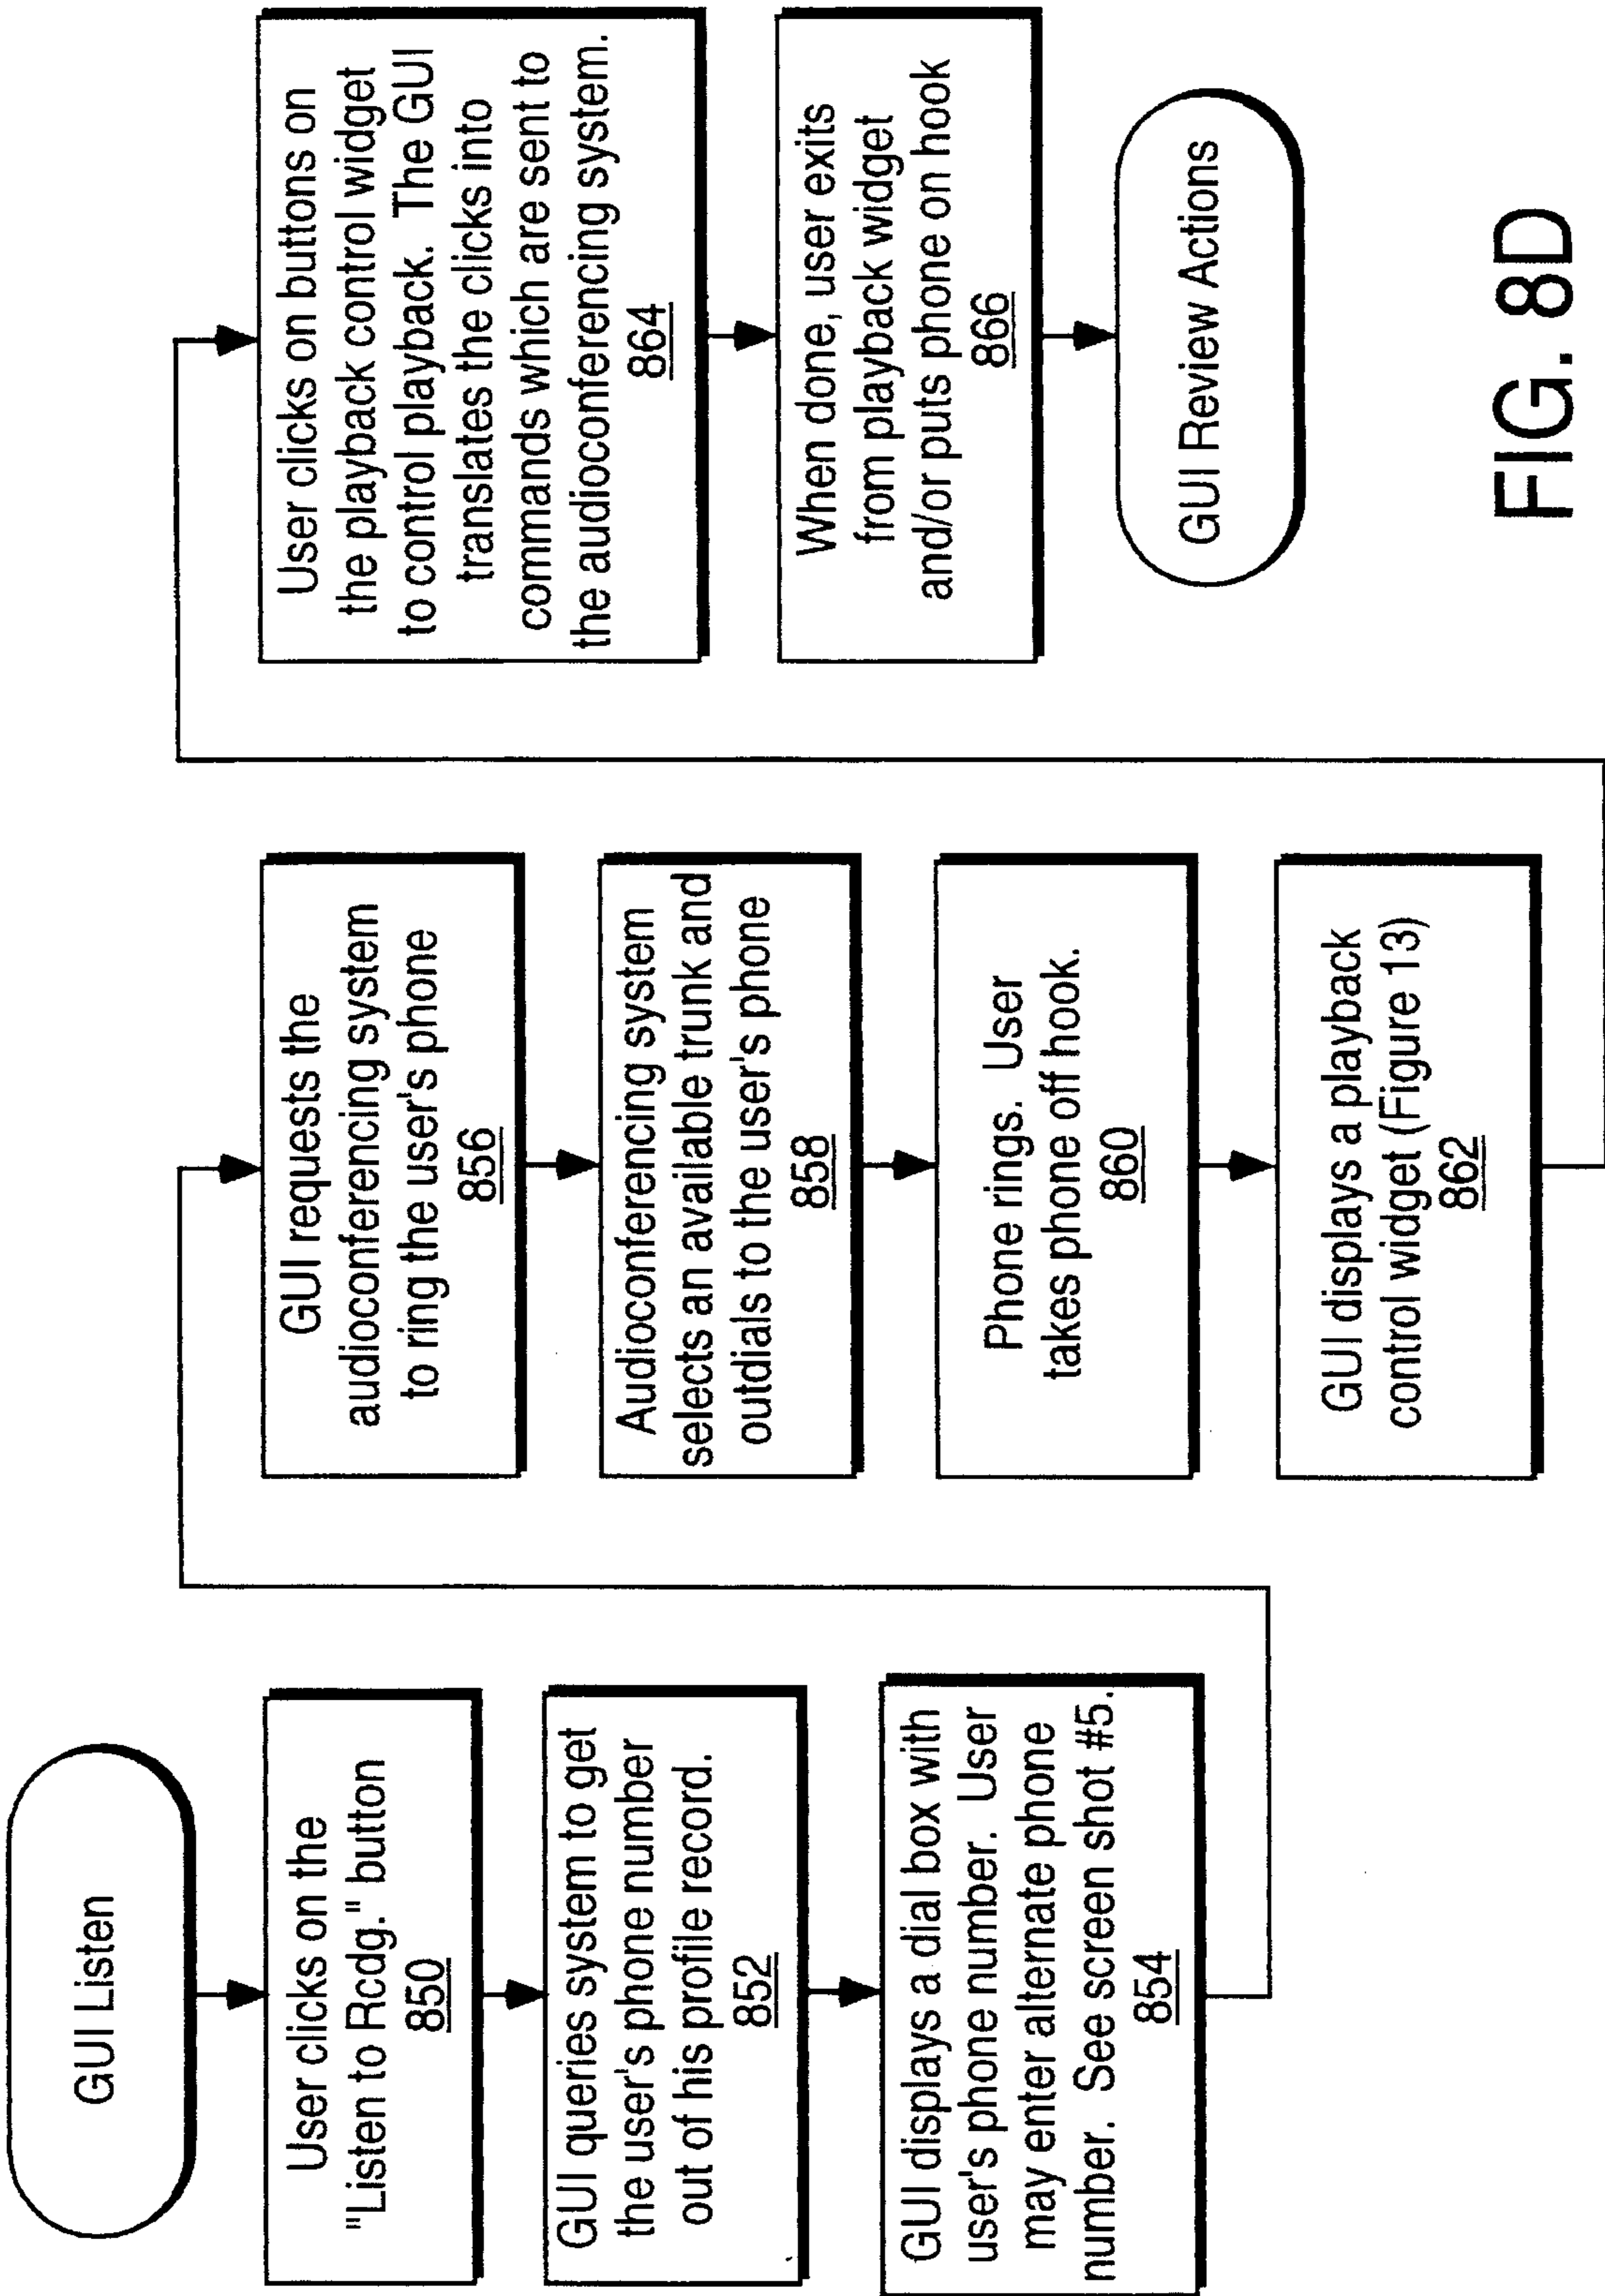 GUI Listen
User clicks on the
"Listen to Rcdg." button
850
GUI queries system to get
the user's phone number
out of his profile record.
852
GUI displays a dial box with
user's phone number. User
may enter alternate phone
number. See screen shot #5.
854
GUI requests the
audioconferencing system
to ring the user's phone
856
Audioconferencing system
selects an available trunk and
outdials to the user's phone
858
Phone rings. User
takes phone off hook.
860
GUI displays a playback
control widget (Figure 13)
862
User clicks on buttons on
the playback control widget
to control playback. The GUI
translates the clicks into
commands which are sent to
the audioconferencing system.
864
When done, user exits
from playback widget
and/or puts phone on hook
866
GUI Review Actions
FIG. 8D